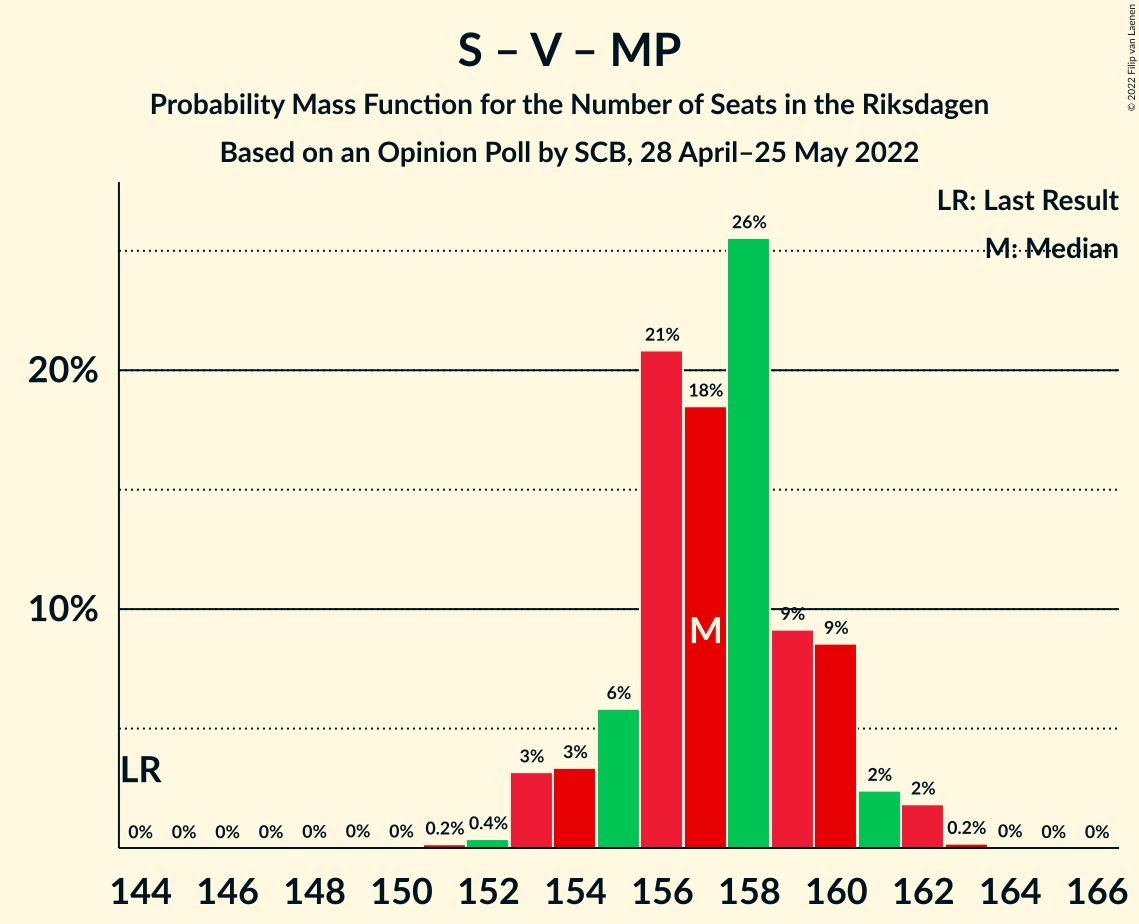 S – V – MP
Probability Mass Function for the Number of Seats in the Riksdagen
Based on an Opinion Poll by SCB, 28 April–25 May 2022
© 2022 Filip van Laenen
LR: Last Result
M: Median
26%
21%
20%
18%
10%
9%
9%
M
6%
LR
3%
3%
2%
2%
0% 0% 0% 0% 0% 0% 0% 0.2% 0.4% 0.2% 0% 0% 0%
144 146 148 150 152 154 156 158 160 162 164 166